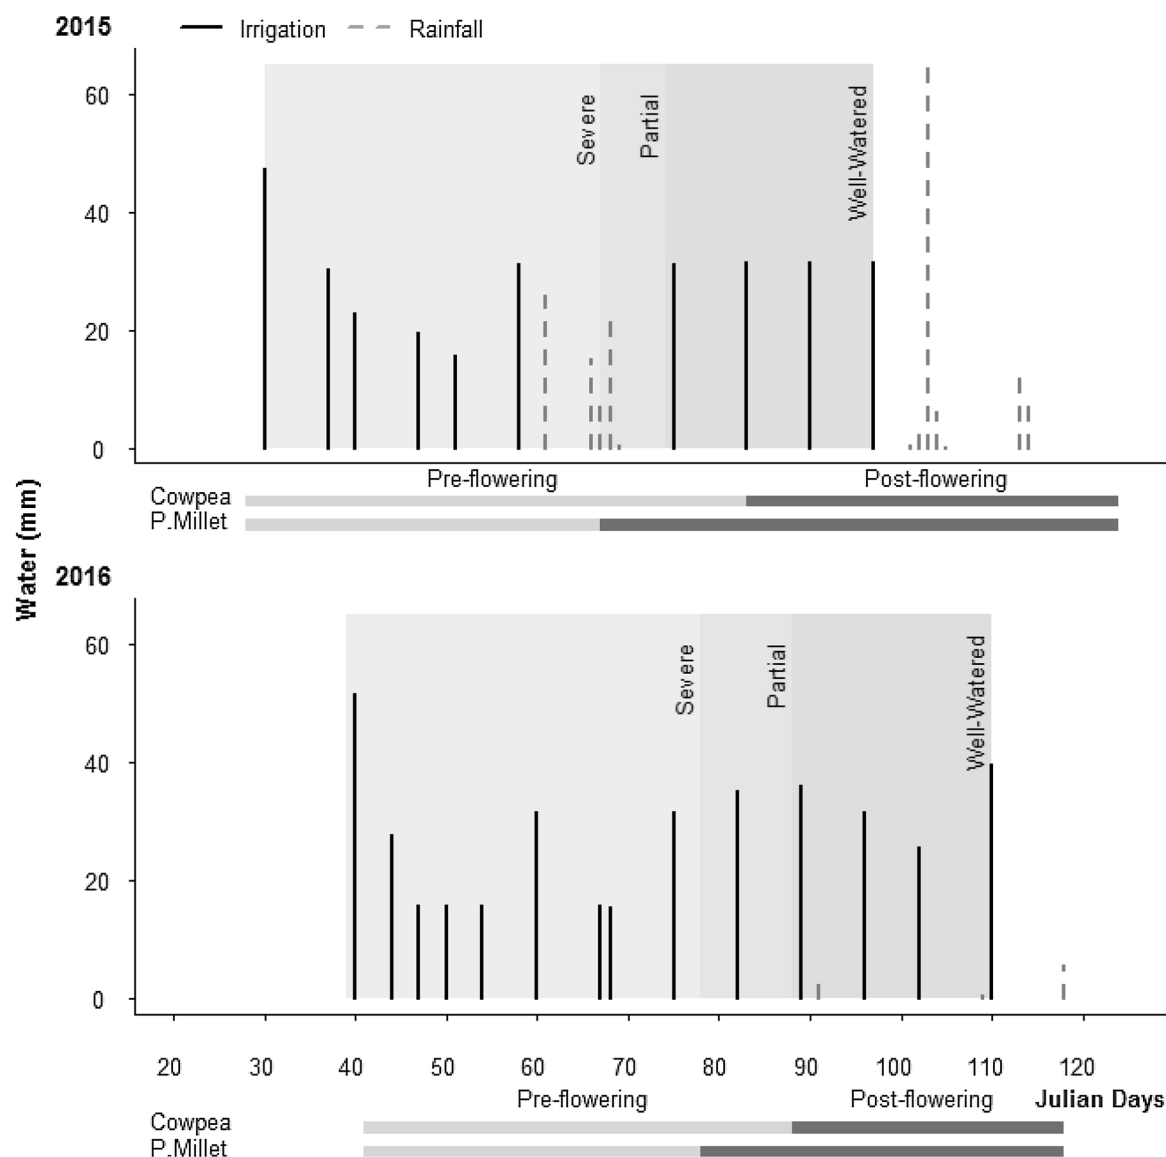 2015 Irrigation Rainfall
60
40
20
0
Severe
Partial
Well-Watered
Pre-flowering Post-flowering
Cowpea
P.Millet
Water (mm)
2016
60
40
20
0
Severe
Partial
Well-Watered
20 30 40 50 60 70 80 90 100 110 120
Pre-flowering Post-flowering Julian Days
Cowpea
P.Millet